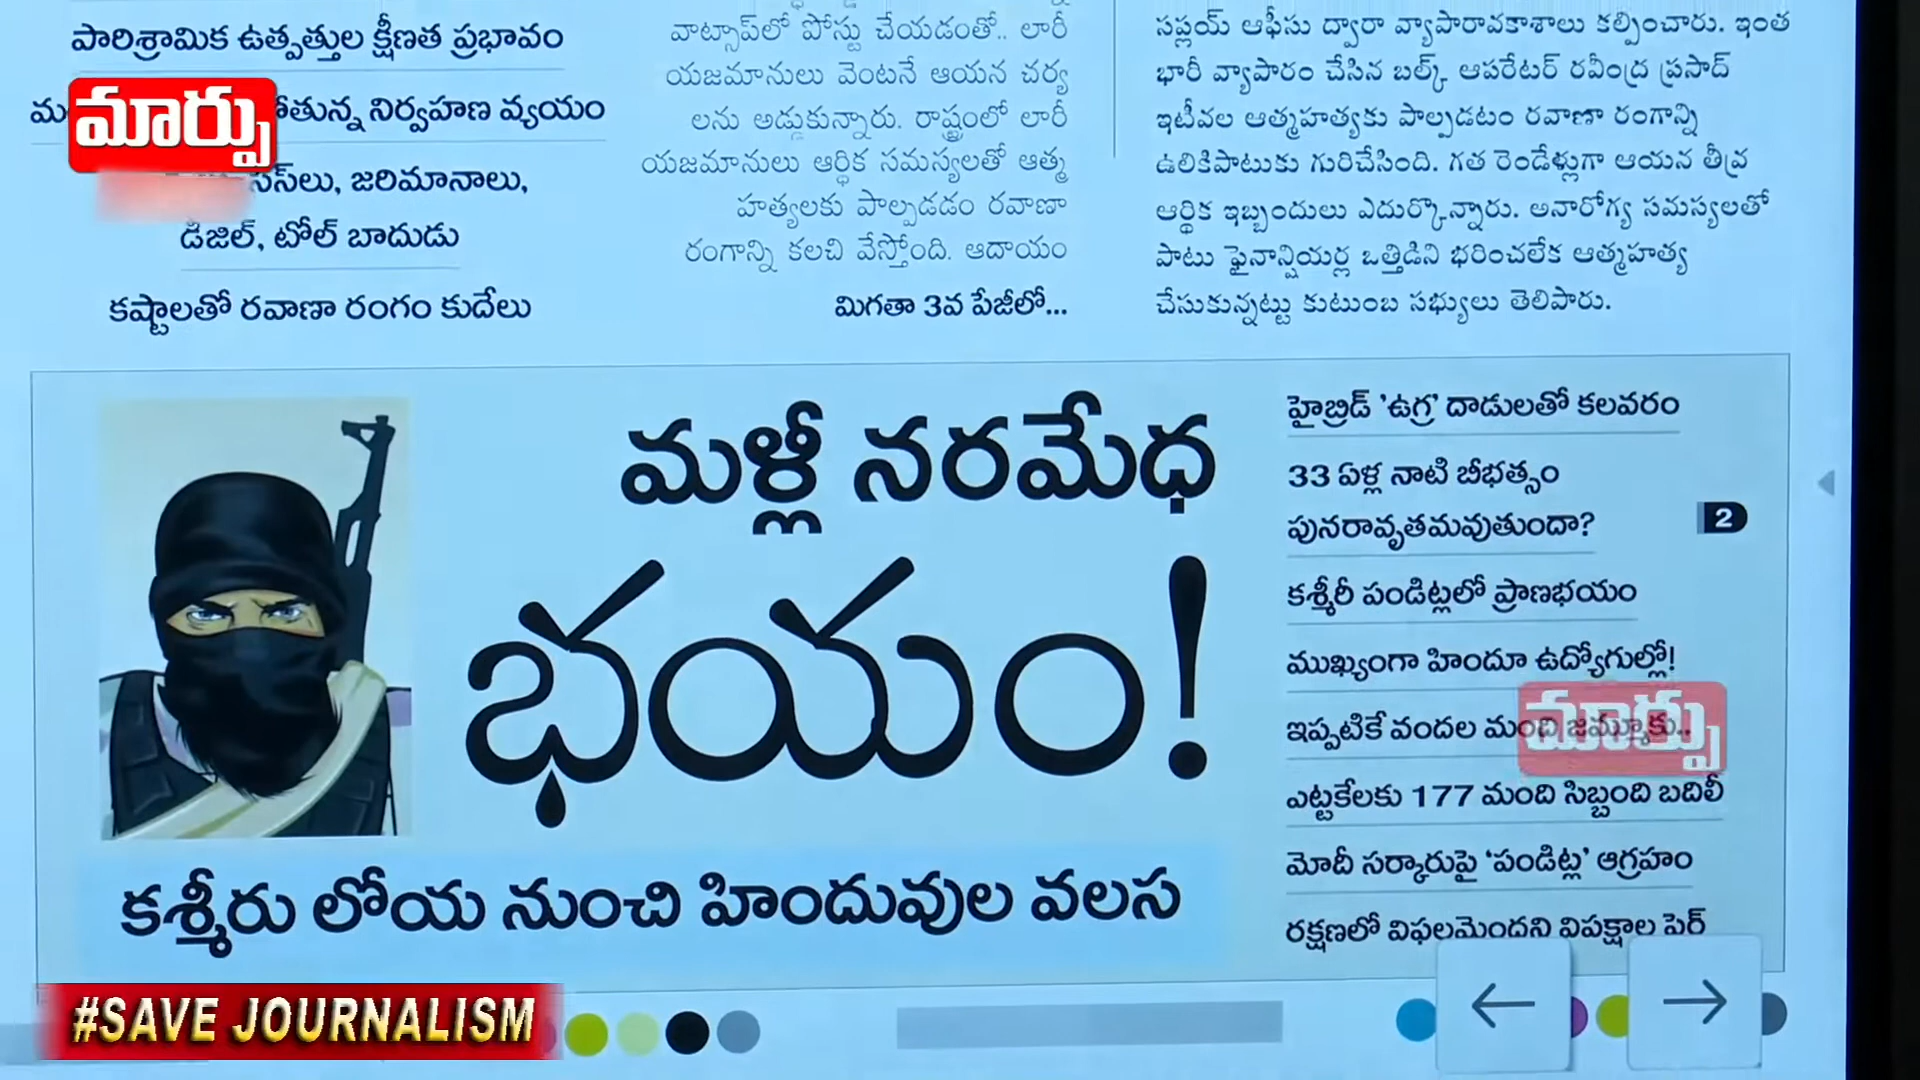 పారిశ్రామిక ఉత్పత్తుల క్షీణత ప్రభావం
నిర్వహణ వ్యయం
జరిమానాలు,
డీజిల్, టోల్ బాదుడు
కష్టాలతో రవాణా రంగం కుదేలు
మార్పు
వాట్సాప్‌లో పోస్టు చేయడంతో.. లారీ
యజమానులు వెంటనే ఆయన చర్య
లను అడ్డుకున్నారు. రాష్ట్రంలో లారీ
యజమానులు ఆర్థిక సమస్యలతో ఆత్మ
హత్యలకు పాల్పడడం రవాణా
రంగాన్ని కలచి వేస్తోంది. ఆదాయం
మిగతా 3వ పేజీలో...
సప్లయ్ ఆఫీసు ద్వారా వ్యాపారావకాశాలు కల్పించారు. ఇంత
భారీ వ్యాపారం చేసిన బల్క్ ఆపరేటర్ రవీంద్ర ప్రసాద్
ఇటీవల ఆత్మహత్యకు పాల్పడటం రవాణా రంగాన్ని
ఉలికిపాటుకు గురిచేసింది. గత రెండేళ్లుగా ఆయన తీవ్ర
ఆర్థిక ఇబ్బందులు ఎదుర్కొన్నారు. అనారోగ్య సమస్యలతో
పాటు ఫైనాన్షియర్ల ఒత్తిడిని భరించలేక ఆత్మహత్య
చేసుకున్నట్టు కుటుంబ సభ్యులు తెలిపారు.
మళ్లీ నరమేధ
భయం!
కశ్మీరు లోయ నుంచి హిందువుల వలస
హైబ్రిడ్ 'ఉగ్ర' దాడులతో కలవరం
33 ఏళ్ల నాటి బీభత్సం
పునరావృతమవుతుందా?
2
కశ్మీరీ పండిట్లలో ప్రాణభయం
ముఖ్యంగా హిందూ ఉద్యోగుల్లో!
ఇప్పటికే వందల మంది జమ్మూకు..
మార్పు
ఎట్టకేలకు 177 మంది సిబ్బంది బదిలీ
మోదీ సర్కారుపై 'పండిట్ల' ఆగ్రహం
రక్షణలో విఫలమైందని విపక్షాల ఫైర్
#SAVE JOURNALISM